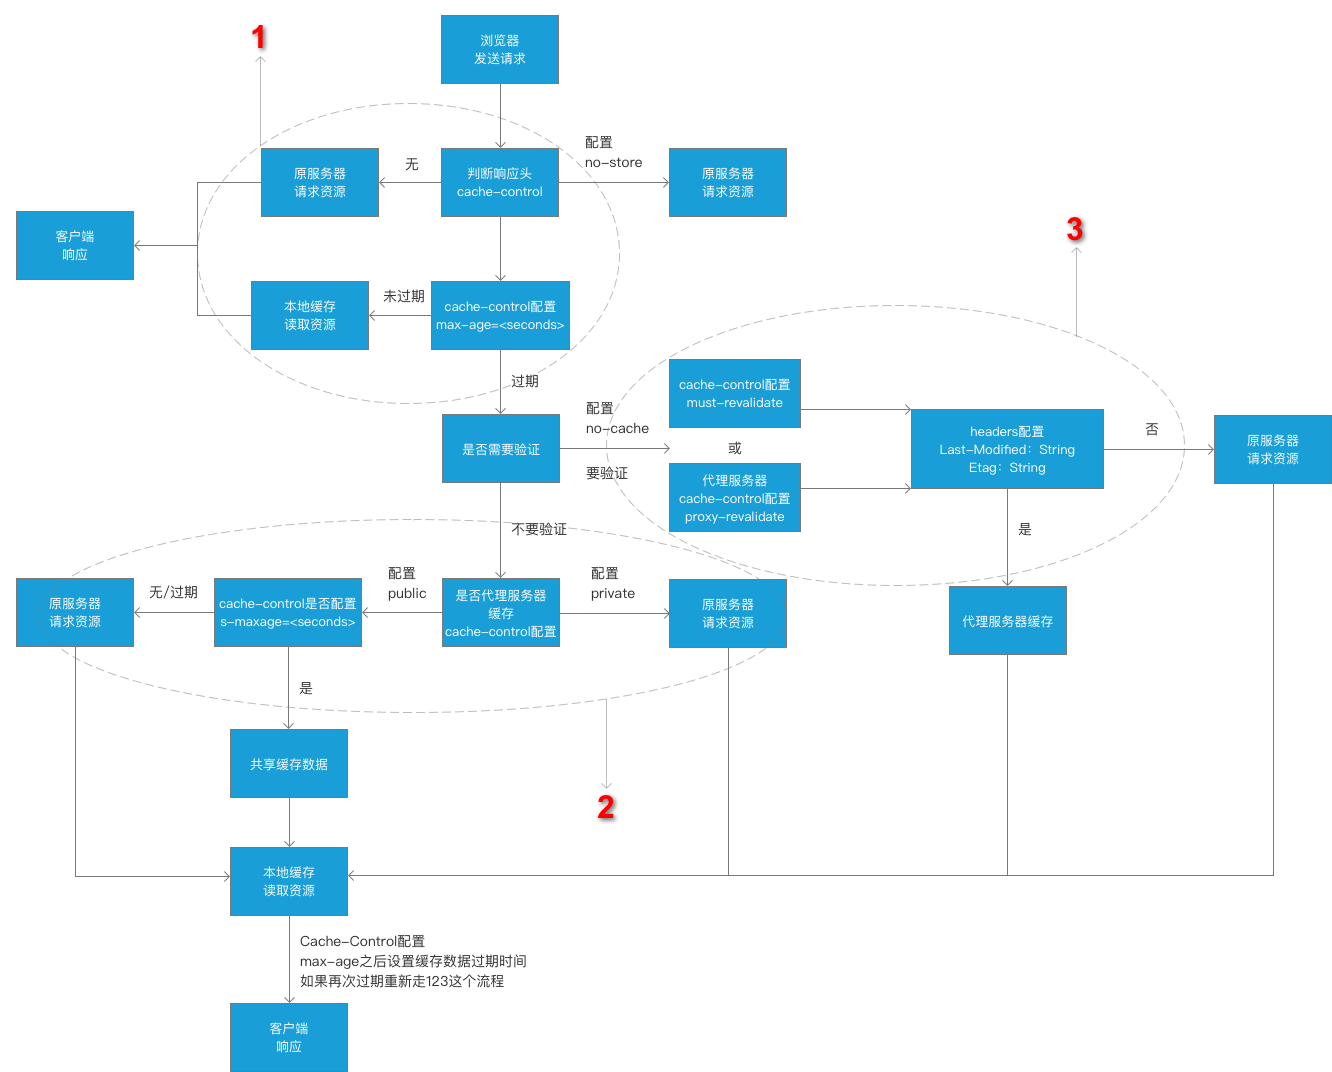 1
浏览器
发送请求
配置
no-store
无
原服务器
请求资源
判断响应头
cache-control
原服务器
请求资源
客户端
响应
3
未过期
本地缓存
读取资源
cache-control配置
max-age=<seconds>
过期
配置
no-cache
要验证
是否需要验证
cache-control配置
must-revalidate
或
代理服务器
cache-control配置
proxy-revalidate
headers配置
Last-Modified：String
Etag：String
否
原服务器
请求资源
是
不要验证
无/过期
配置
public
配置
private
原服务器
请求资源
cache-control是否配置
s-maxage=<seconds>
是否代理服务器
缓存
cache-control配置
原服务器
请求资源
代理服务器缓存
是
共享缓存数据
2
本地缓存
读取资源
Cache-Control配置
max-age之后设置缓存数据过期时间
如果再次过期重新走123这个流程
客户端
响应